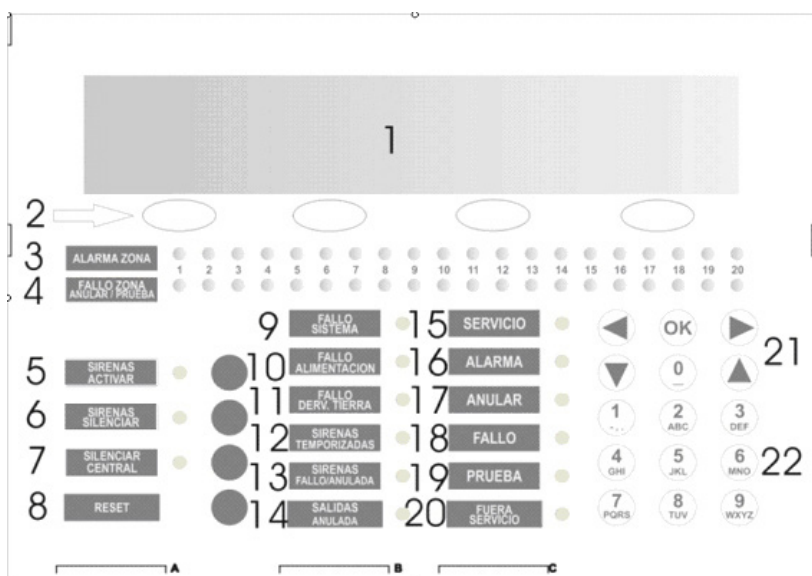 1
2
3 ALARMA ZONA
1 2 3 4 5 6 7 8 9 10 11 12 13 14 15 16 17 18 19 20
4 FALLO ZONA
ANULAR / PRUEBA
5 SIRENAS
ACTIVAR
6 SIRENAS
SILENCIAR
7 SILENCIAR
CENTRAL
8 RESET
9 FALLO
SISTEMA
10 FALLO
ALIMENTACION
11 FALLO
DERV. TIERRA
12 SIRENAS
TEMPORIZADAS
13 SIRENAS
FALLO/ANULADA
14 SALIDAS
ANULADA
15 SERVICIO
16 ALARMA
17 ANULAR
18 FALLO
19 PRUEBA
20 FUERA
SERVICIO
OK
0
_
21
1 2 3
-., ABC DEF
4 5 6
GHI JKL MNO
22
7 8 9
PQRS TUV WXYZ
A B C